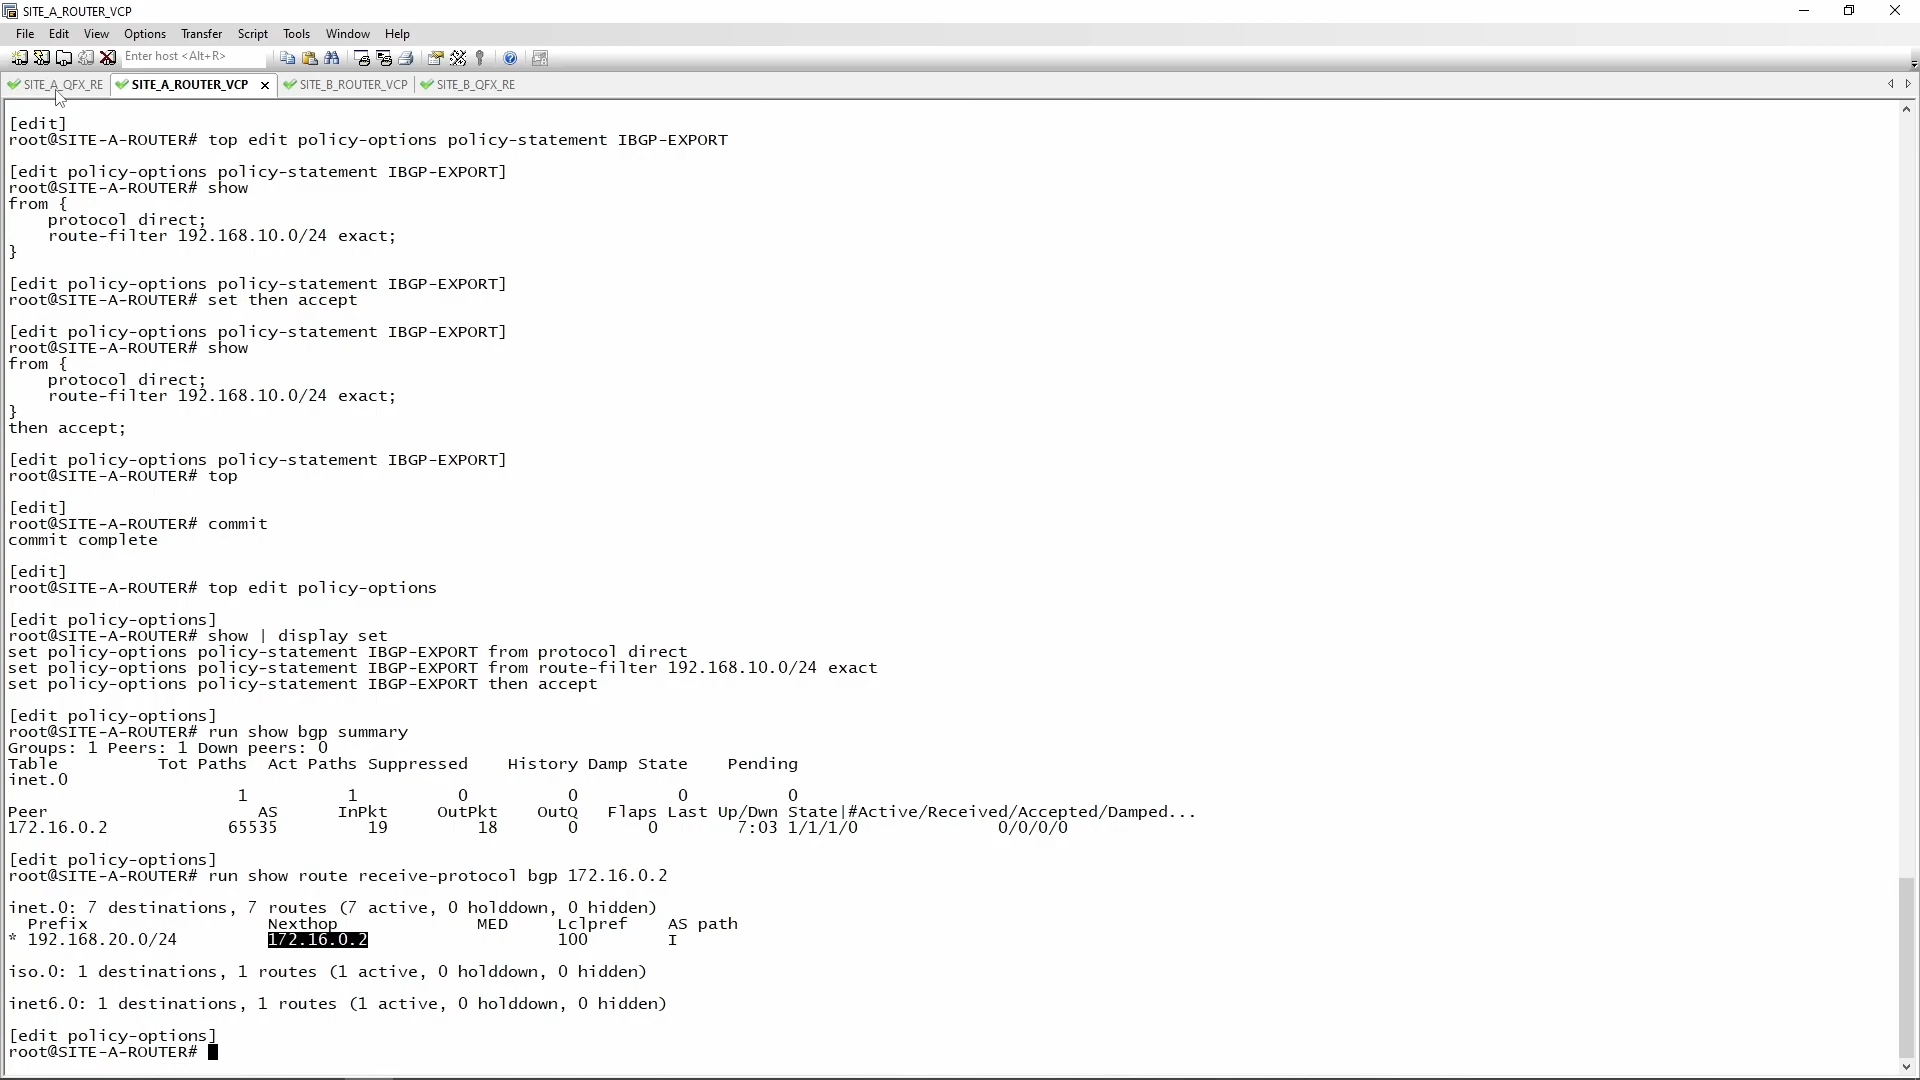 SITE_A_ROUTER_VCP
File Edit View Options Transfer Script Tools Window Help
Enter host <Alt+R>
SITE_A_QFX_RE SITE_A_ROUTER_VCP SITE_B_ROUTER_VCP SITE_B_QFX_RE
[edit]
root@SITE-A-ROUTER# top edit policy-options policy-statement IBGP-EXPORT
[edit policy-options policy-statement IBGP-EXPORT]
root@SITE-A-ROUTER# show
from {
    protocol direct;
    route-filter 192.168.10.0/24 exact;
}
[edit policy-options policy-statement IBGP-EXPORT]
root@SITE-A-ROUTER# set then accept
[edit policy-options policy-statement IBGP-EXPORT]
root@SITE-A-ROUTER# show
from {
    protocol direct;
    route-filter 192.168.10.0/24 exact;
}
then accept;
[edit policy-options policy-statement IBGP-EXPORT]
root@SITE-A-ROUTER# top
[edit]
root@SITE-A-ROUTER# commit
commit complete
[edit]
root@SITE-A-ROUTER# top edit policy-options
[edit policy-options]
root@SITE-A-ROUTER# show | display set
set policy-options policy-statement IBGP-EXPORT from protocol direct
set policy-options policy-statement IBGP-EXPORT from route-filter 192.168.10.0/24 exact
set policy-options policy-statement IBGP-EXPORT then accept
[edit policy-options]
root@SITE-A-ROUTER# run show bgp summary
Groups: 1 Peers: 1 Down peers: 0
Table          Tot Paths  Act Paths Suppressed    History Damp State    Pending
inet.0
                       1          1          0          0          0          0
Peer                     AS      InPkt     OutPkt    OutQ   Flaps Last Up/Dwn State|#Active/Received/Accepted/Damped...
172.16.0.2            65535         19         18       0       0        7:03 1/1/1/0              0/0/0/0
[edit policy-options]
root@SITE-A-ROUTER# run show route receive-protocol bgp 172.16.0.2
inet.0: 7 destinations, 7 routes (7 active, 0 holddown, 0 hidden)
  Prefix                  Nexthop              MED     Lclpref    AS path
* 192.168.20.0/24         172.16.0.2                   100        I
iso.0: 1 destinations, 1 routes (1 active, 0 holddown, 0 hidden)
inet6.0: 1 destinations, 1 routes (1 active, 0 holddown, 0 hidden)
[edit policy-options]
root@SITE-A-ROUTER#